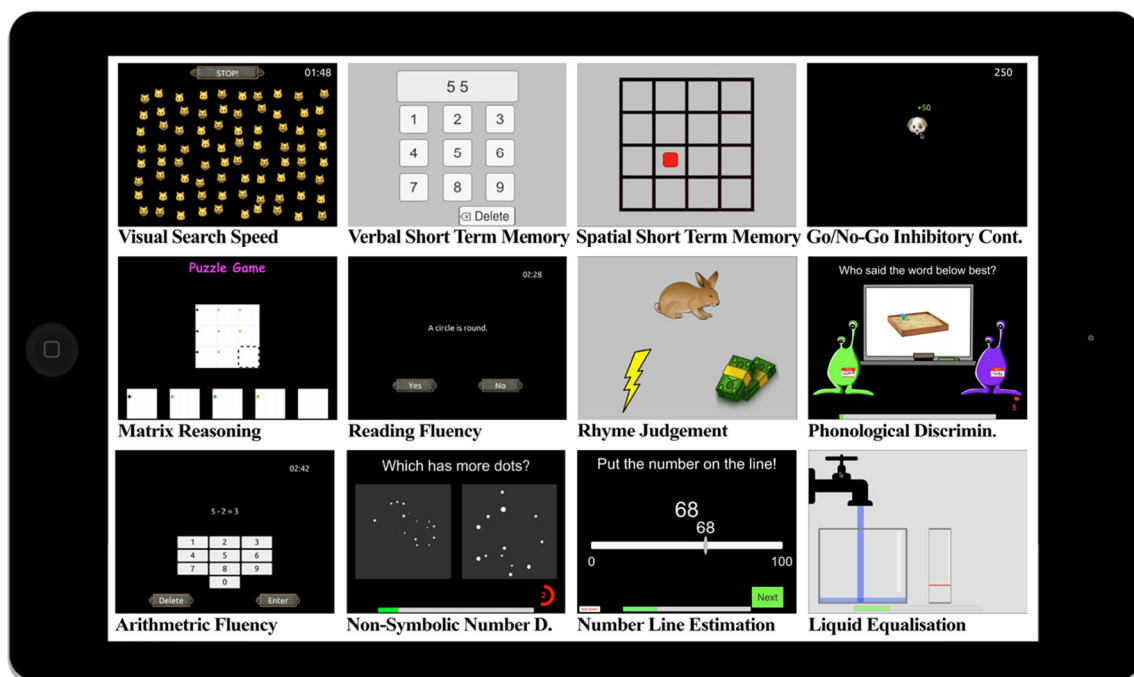 STOP!
01:48
5 5
1 2 3
4 5 6
7 8 9
Delete
250
+50
Visual Search Speed
Verbal Short Term Memory
Spatial Short Term Memory
Go/No-Go Inhibitory Cont.
Puzzle Game
02:28
A circle is round.
Yes No
Who said the word below best?
5
Matrix Reasoning
Reading Fluency
Rhyme Judgement
Phonological Discrimin.
02:42
5 - 2 = 3
1 2 3
4 5 6
7 8 9
0
Delete Enter
Which has more dots?
2
Put the number on the line!
68
68
0 100
Next
Arithmetric Fluency
Non-Symbolic Number D.
Number Line Estimation
Liquid Equalisation